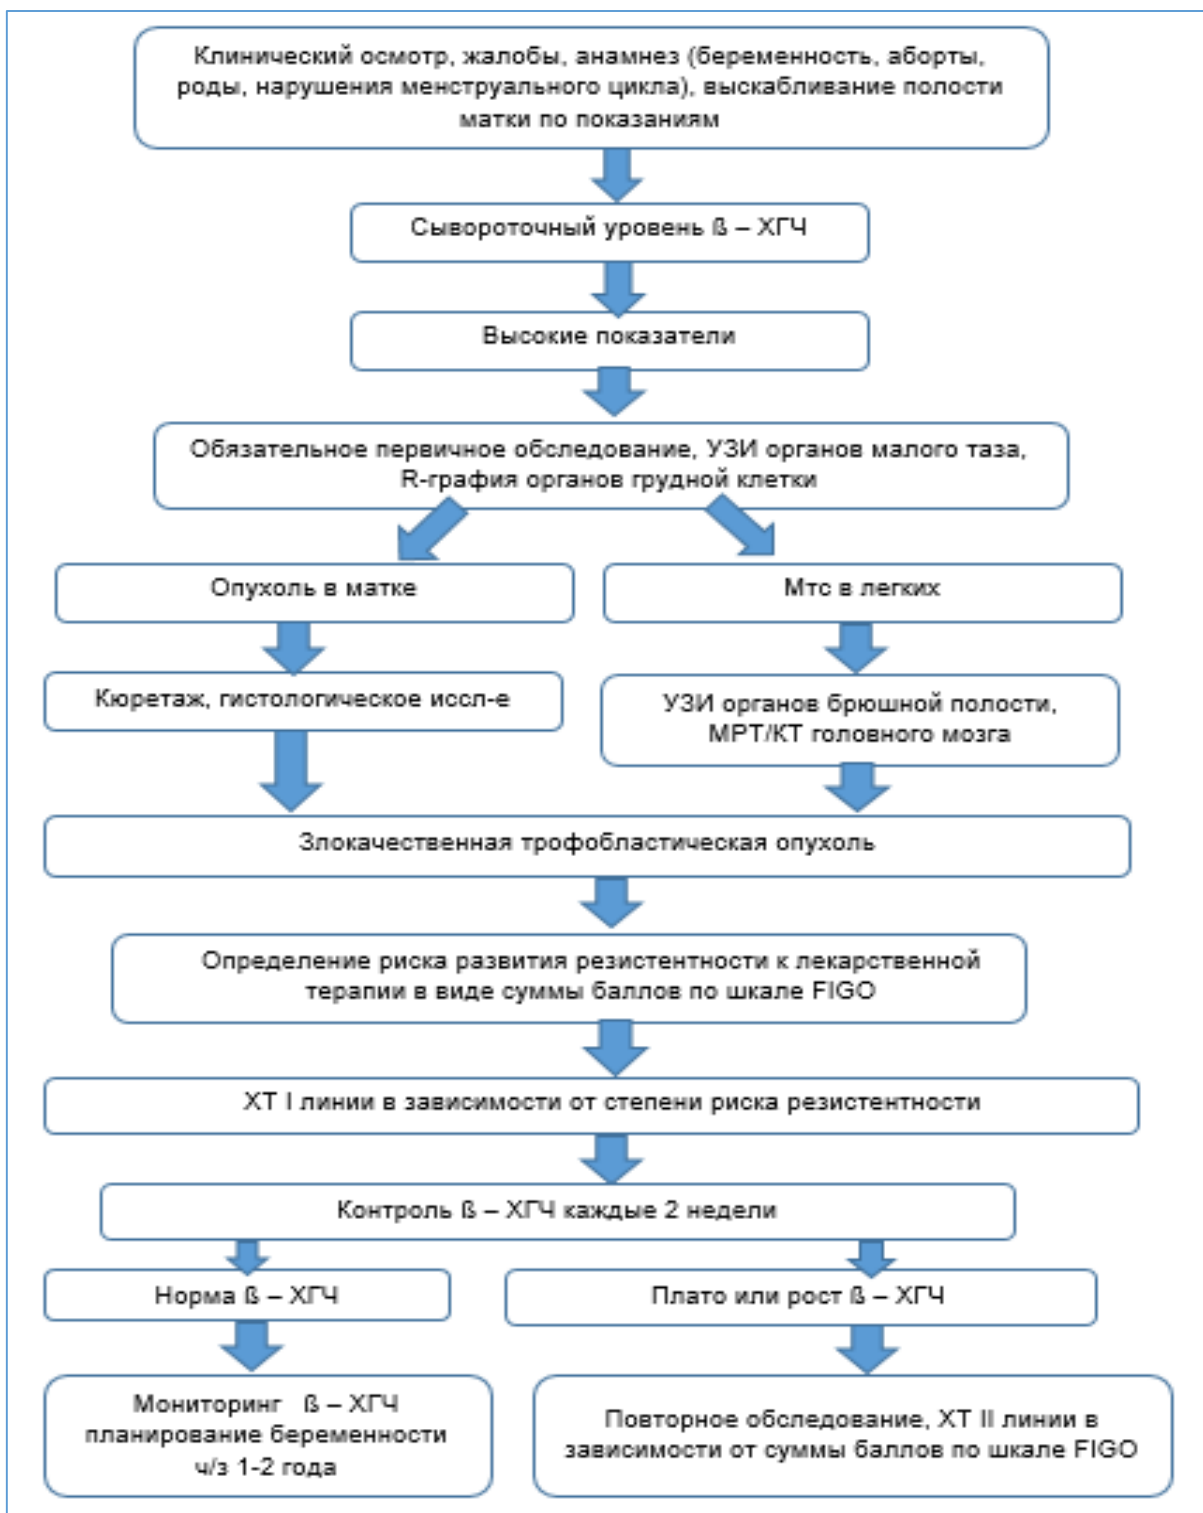 Клинический осмотр, жалобы, анамнез (беременность, аборты,
роды, нарушения менструального цикла), выскабливание полости
матки по показаниям
Сывороточный уровень ß – ХГЧ
Высокие показатели
Обязательное первичное обследование, УЗИ органов малого таза,
R-графия органов грудной клетки
Опухоль в матке
Мтс в легких
Кюретаж, гистологическое иссл-е
УЗИ органов брюшной полости,
МРТ/КТ головного мозга
Злокачественная трофобластическая опухоль
Определение риска развития резистентности к лекарственной
терапии в виде суммы баллов по шкале FIGO
ХТ I линии в зависимости от степени риска резистентности
Контроль ß – ХГЧ каждые 2 недели
Норма ß – ХГЧ
Плато или рост ß – ХГЧ
Мониторинг ß – ХГЧ
планирование беременности
ч/з 1-2 года
Повторное обследование, ХТ II линии в
зависимости от суммы баллов по шкале FIGO